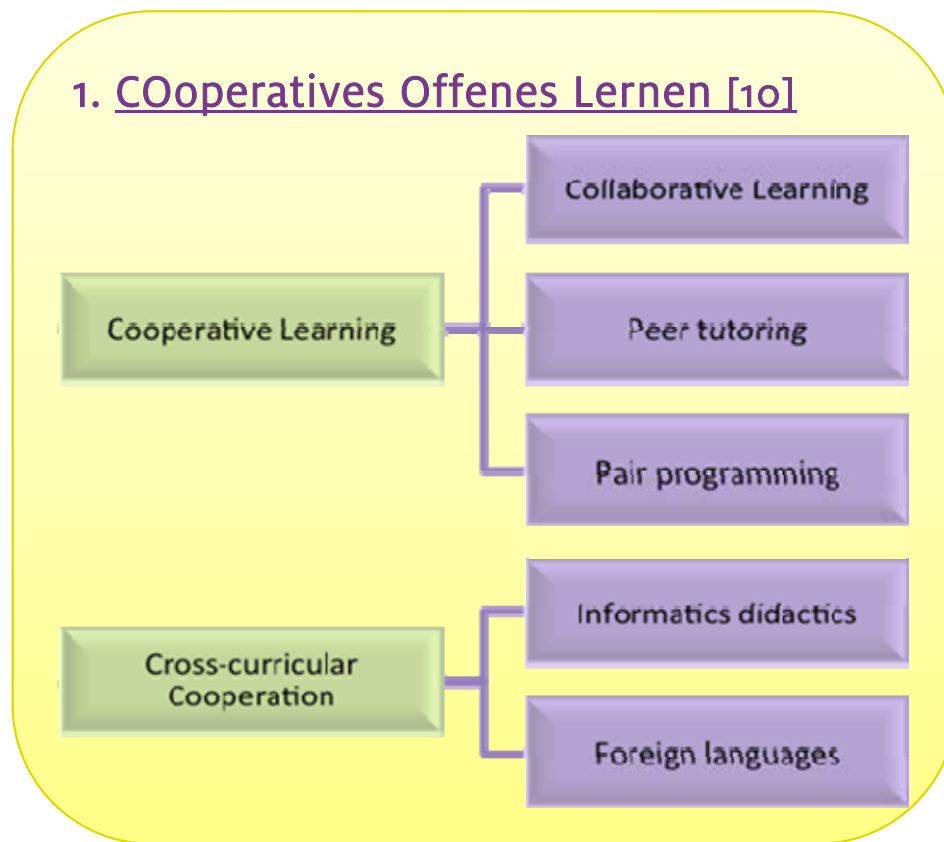 1. COoperatives Offenes Lernen [10]
Collaborative Learning
Cooperative Learning
Peer tutoring
Pair programming
Informatics didactics
Cross-curricular
Cooperation
Foreign languages